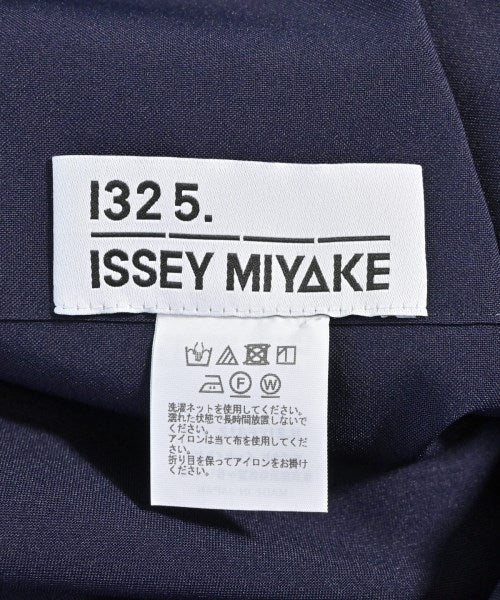 132 5.
ISSEY MIYAKE
F W
洗濯ネットを使用してください。
濡れた状態で長時間放置しないで
ください。
アイロンは当て布を使用してください。
折り目を保ってアイロンをお掛け
ください。